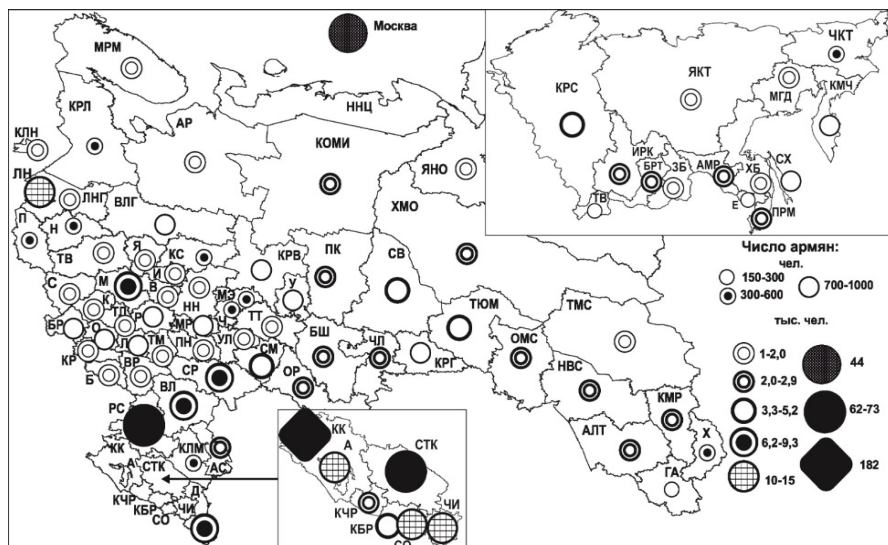 Москва
МРМ
ННЦ
КРЛ
КЛН
АР
КОМИ
ЯНО
ЛН
ЛНГ
ВЛГ
ХМО
П
Н
ТВ
Я
КС
КРВ
ПК
СВ
И
С
М
В
МЭ
У
К
НН
Ч
ТЮМ
ТМС
БР
О
ТД
Р
МР
ТТ
БШ
ЧЛ
ОМС
Л
ТМ
ПН
УЛ
СМ
КРГ
НВС
КР
Б
ВР
СР
ОР
КМР
ВЛ
РС
АЛТ
Х
КК
КЛМ
АС
ГА
А
СТК
Д
КЧР
КБР
СО
ЧИ
КК
А
СТК
КЧР
ЧИ
КБР
СО
ЧКТ
ЯКТ
МГД
КМЧ
КРС
ИРК
БРТ
ЗБ
АМР
ХБ
СХ
ТВ
Е
ПРМ
Число армян:
чел.
150-300
700-1000
300-600
тыс. чел.
1-2,0
44
2,0-2,9
3,3-5,2
62-73
6,2-9,3
10-15
182